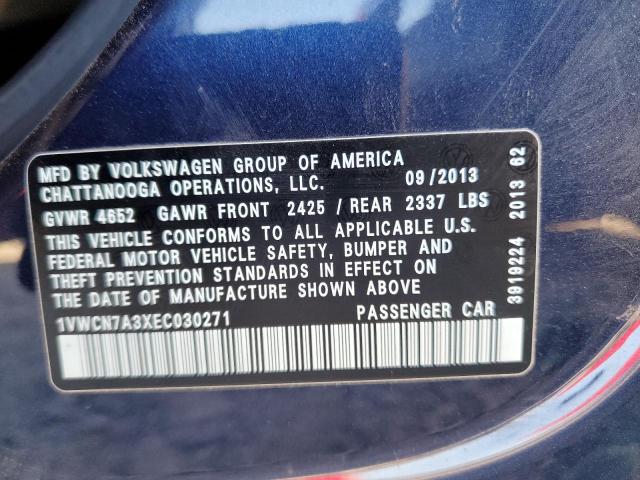 MFD BY VOLKSWAGEN GROUP OF AMERICA
CHATTANOOGA OPERATIONS, LLC. 09/2013
GVWR 4652 GAWR FRONT 2425 / REAR 2337 LBS
THIS VEHICLE CONFORMS TO ALL APPLICABLE U.S.
FEDERAL MOTOR VEHICLE SAFETY, BUMPER AND
THEFT PREVENTION STANDARDS IN EFFECT ON
THE DATE OF MANUFACTURE SHOWN ABOVE
1VWCN7A3XEC030271 PASSENGER CAR
3919224 2013 62